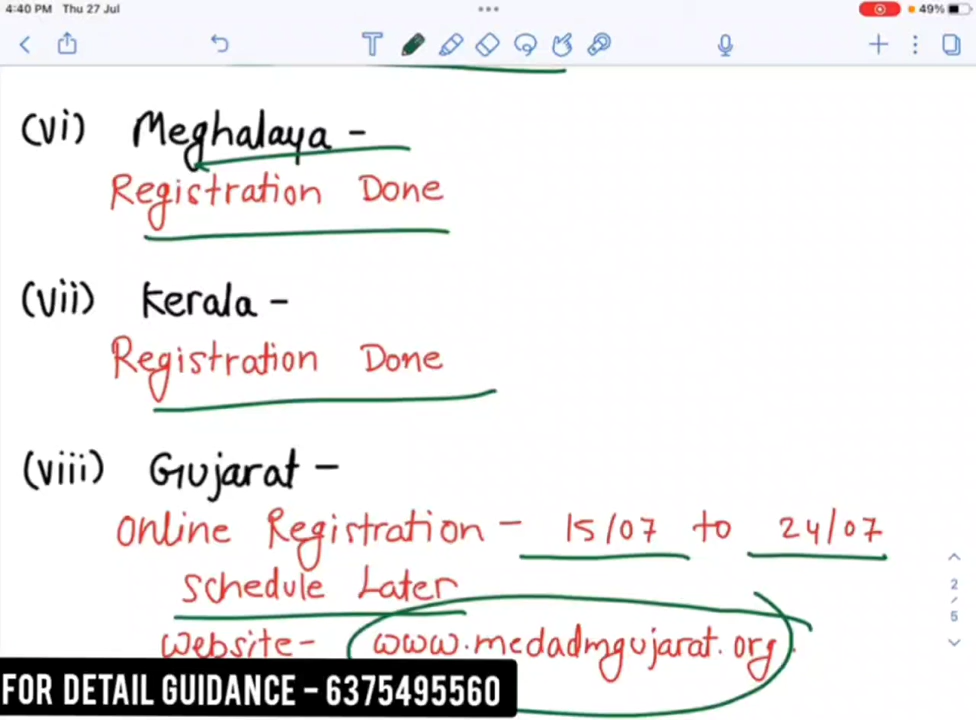 4:40 PM Thu 27 Jul
49%
(vi) Meghalaya -
Registration Done
(vii) Kerala -
Registration Done
(viii) Gujarat -
Online Registration - 15/07 to 24/07
Schedule Later
Website- www.medadmgujarat.org.
2
/
5
FOR DETAIL GUIDANCE - 6375495560